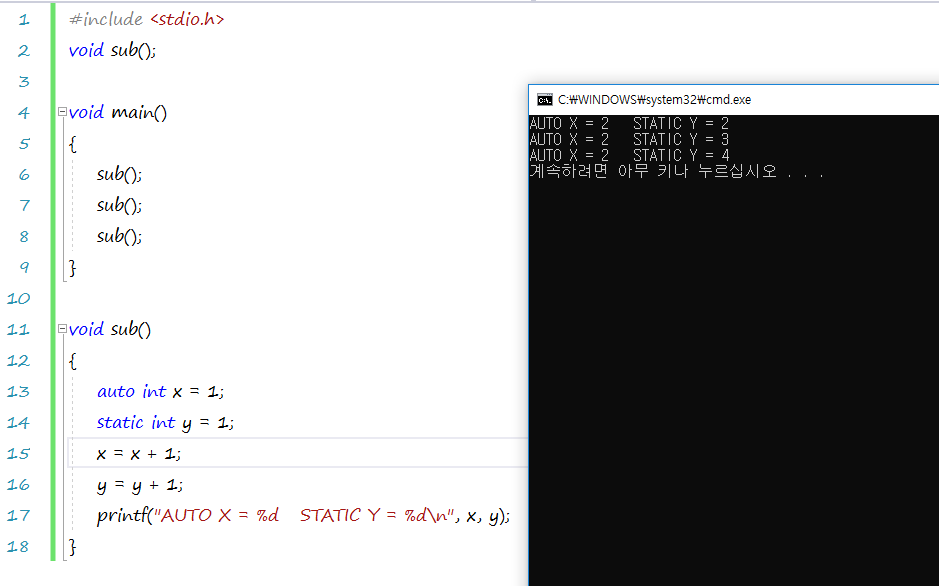 1 #include <stdio.h>
2 void sub();
3
4 void main()
5 {
6 sub();
7 sub();
8 sub();
9 }
10
11 void sub()
12 {
13 auto int x = 1;
14 static int y = 1;
15 x = x + 1;
16 y = y + 1;
17 printf("AUTO X = %d  STATIC Y = %d\n", x, y);
18 }
C:₩WINDOWS₩system32₩cmd.exe
AUTO X = 2  STATIC Y = 2
AUTO X = 2  STATIC Y = 3
AUTO X = 2  STATIC Y = 4
계속하려면 아무 키나 누르십시오 . . .